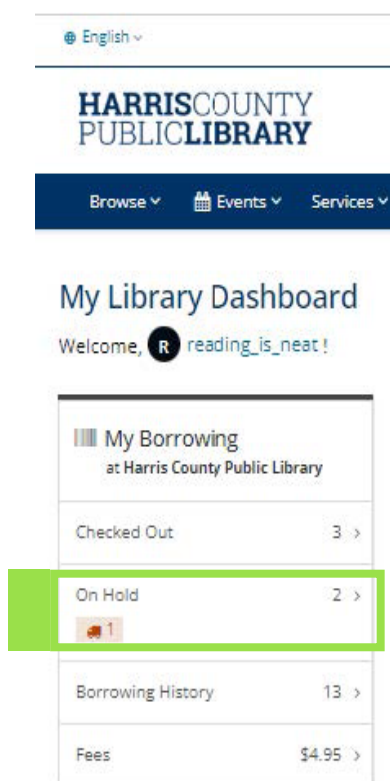 English
HARRISCOUNTY
PUBLICLIBRARY
Browse Events Services
My Library Dashboard
Welcome, R reading_is_neat !
My Borrowing
at Harris County Public Library
Checked Out 3
On Hold 2
1
Borrowing History 13
Fees $4.95